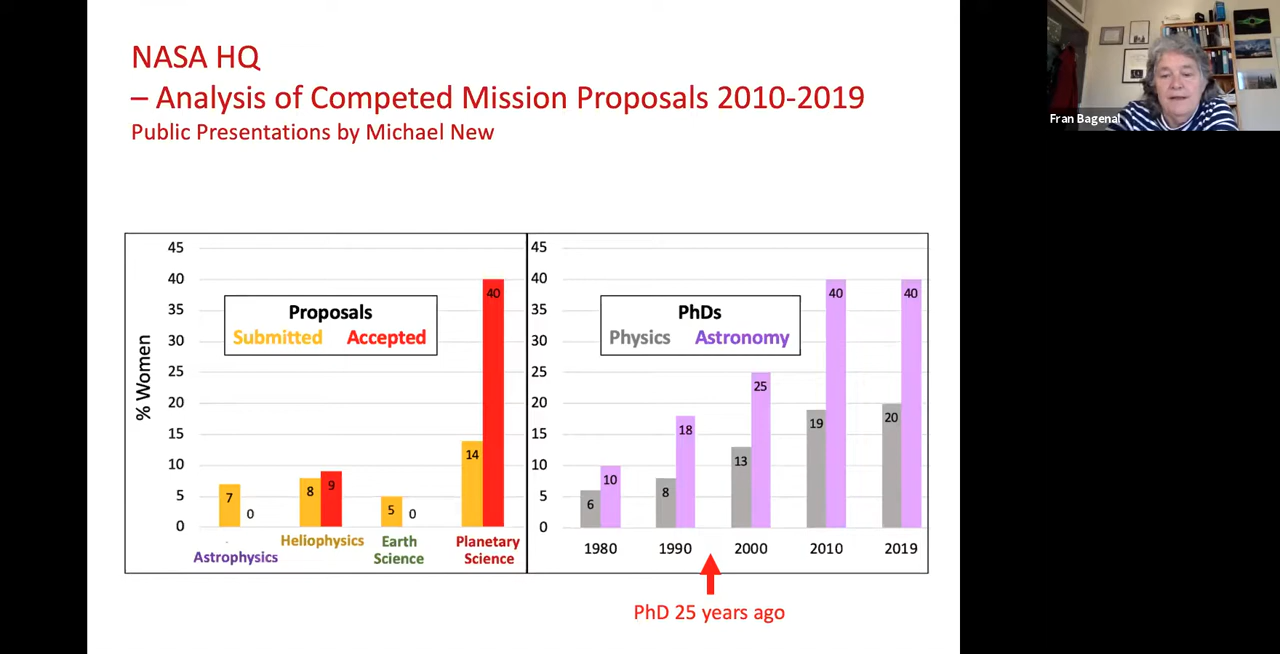 NASA HQ
– Analysis of Competed Mission Proposals 2010-2019
Public Presentations by Michael New
Fran Bagenal
% Women
45
40
35
30
25
20
15
10
5
0
Proposals
Submitted Accepted
7
0
8
9
5
0
14
40
Astrophysics
Heliophysics
Earth
Science
Planetary
Science
45
40
35
30
25
20
15
10
5
0
PhDs
Physics Astronomy
6
10
8
18
13
25
19
40
20
40
1980 1990 2000 2010 2019
PhD 25 years ago